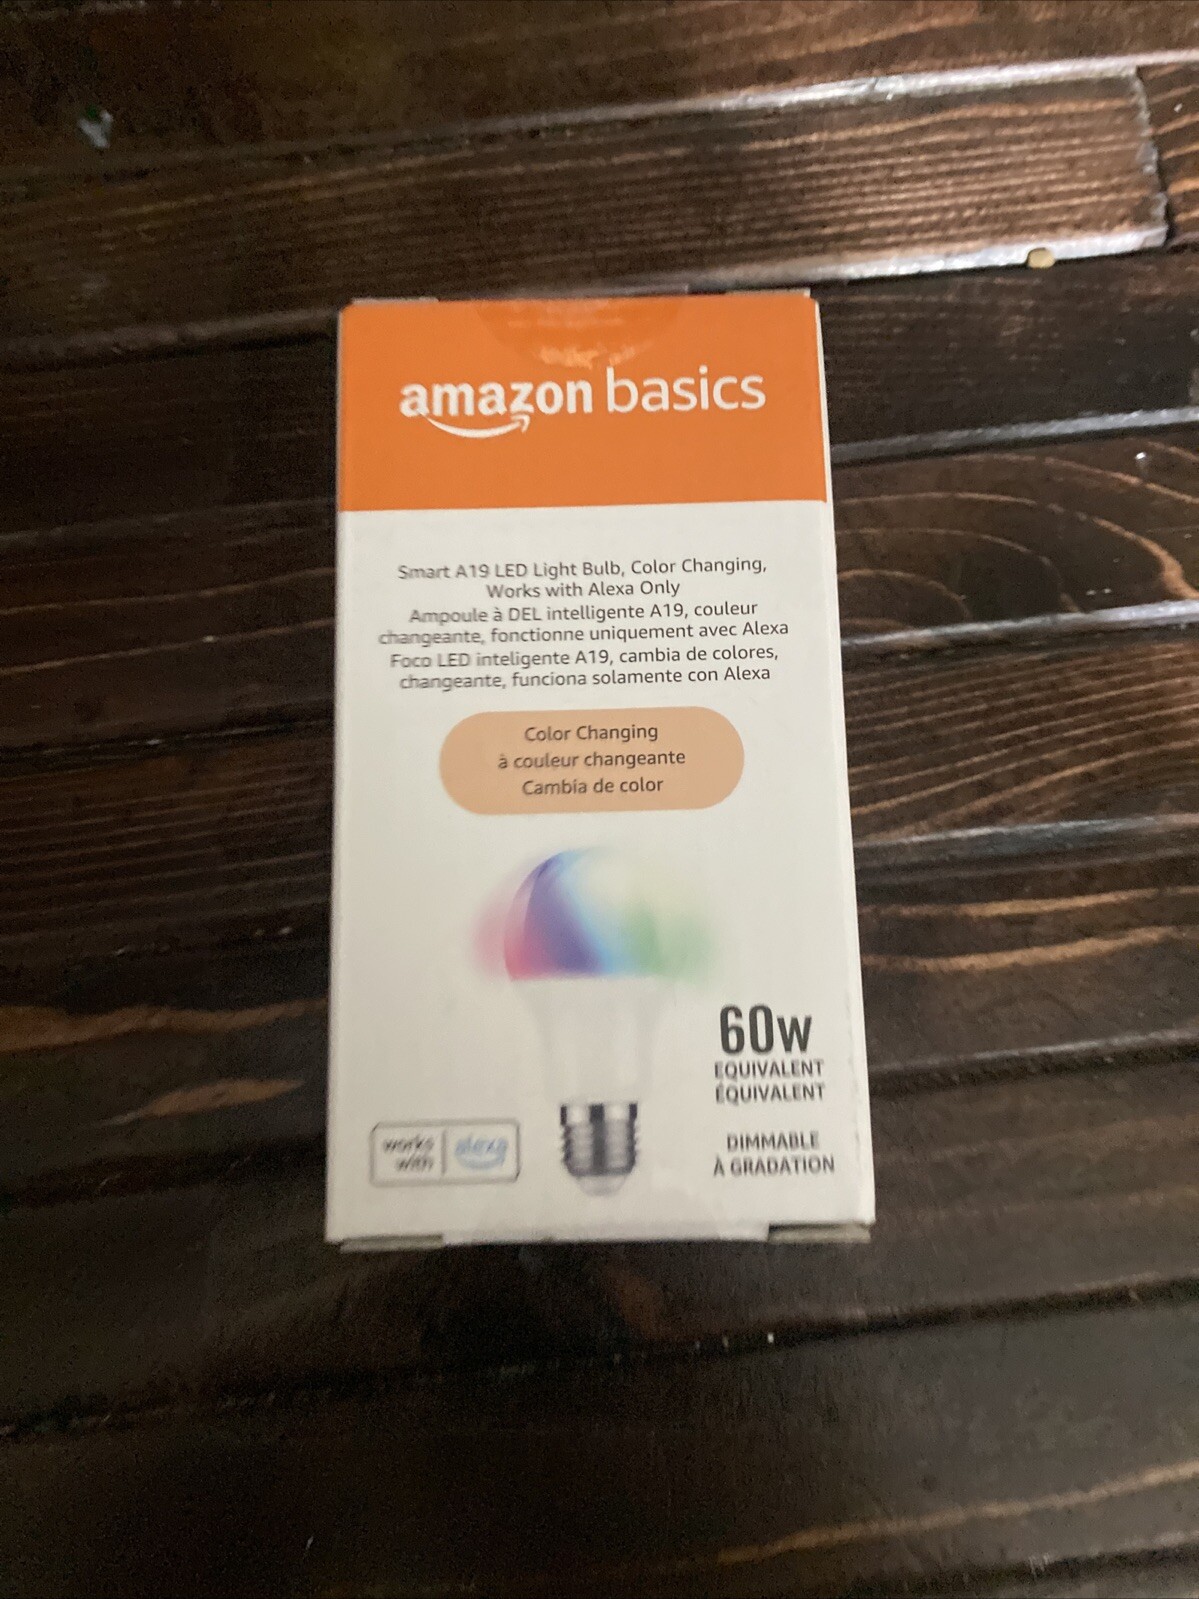 amazon basics
Smart A19 LED Light Bulb, Color Changing,
Works with Alexa Only
Ampoule à DEL intelligente A19, couleur
changeante, fonctionne uniquement avec Alexa
Foco LED inteligente A19, cambia de colores,
changeante, funciona solamente con Alexa
Color Changing
à couleur changeante
Cambia de color
60w
EQUIVALENT
ÉQUIVALENT
works
with
alexa
DIMMABLE
À GRADATION